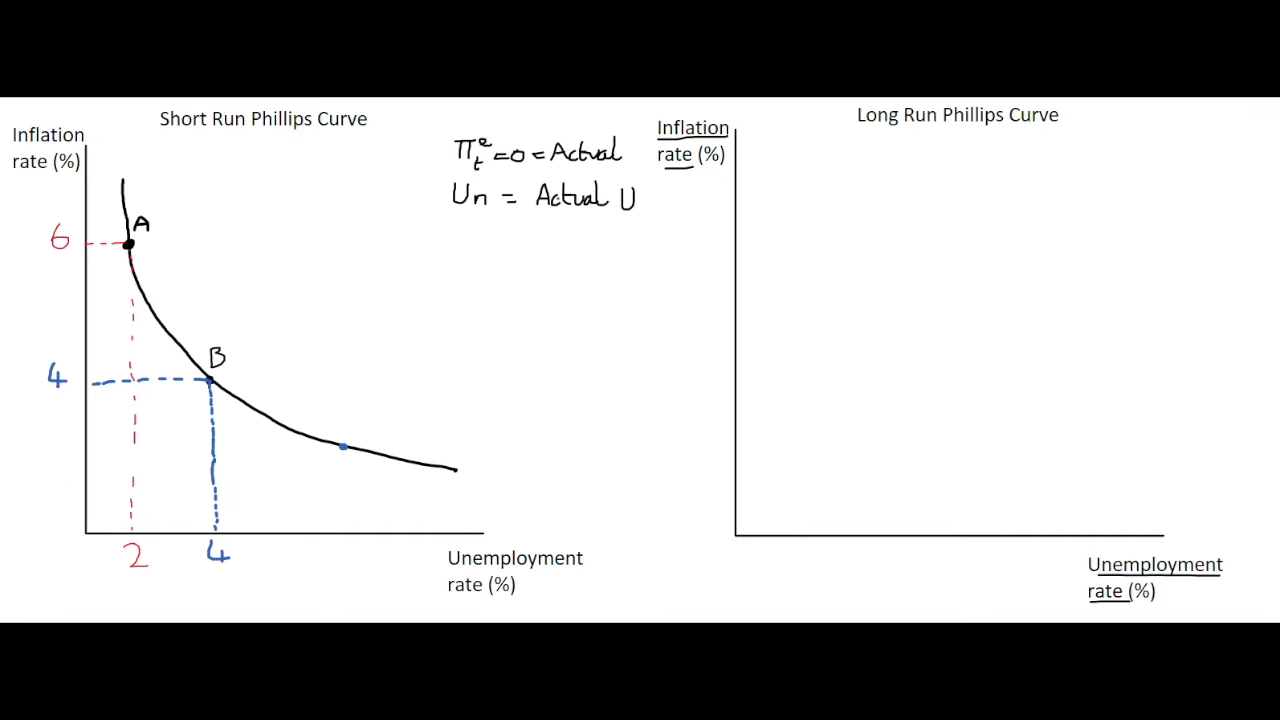 Short Run Phillips Curve
Inflation
rate (%)
A
6
B
4
2
4
Unemployment
rate (%)
Πᵉₜ = 0 = Actual
Un = Actual U
Long Run Phillips Curve
Inflation
rate (%)
Unemployment
rate (%)